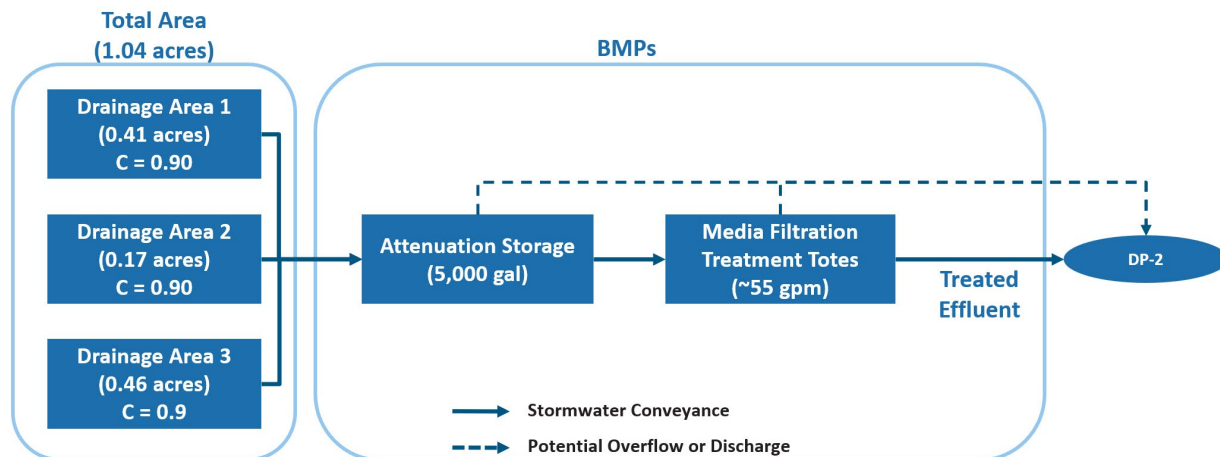 Total Area
(1.04 acres)
Drainage Area 1
(0.41 acres)
C = 0.90
Drainage Area 2
(0.17 acres)
C = 0.90
Drainage Area 3
(0.46 acres)
C = 0.9
BMPs
Attenuation Storage
(5,000 gal)
Media Filtration
Treatment Totes
(~55 gpm)
Treated
Effluent
DP-2
Stormwater Conveyance
Potential Overflow or Discharge